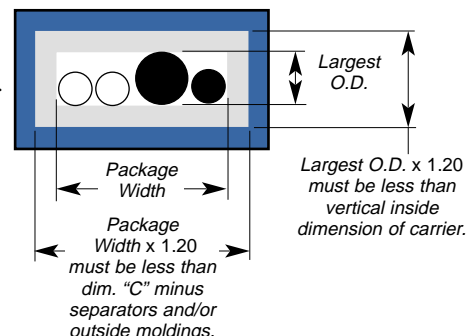 Largest
O.D.
Package
Width
Largest O.D. x 1.20
must be less than
vertical inside
dimension of carrier.
Package
Width x 1.20
must be less than
dim. “C” minus
separators and/or
outside moldings.